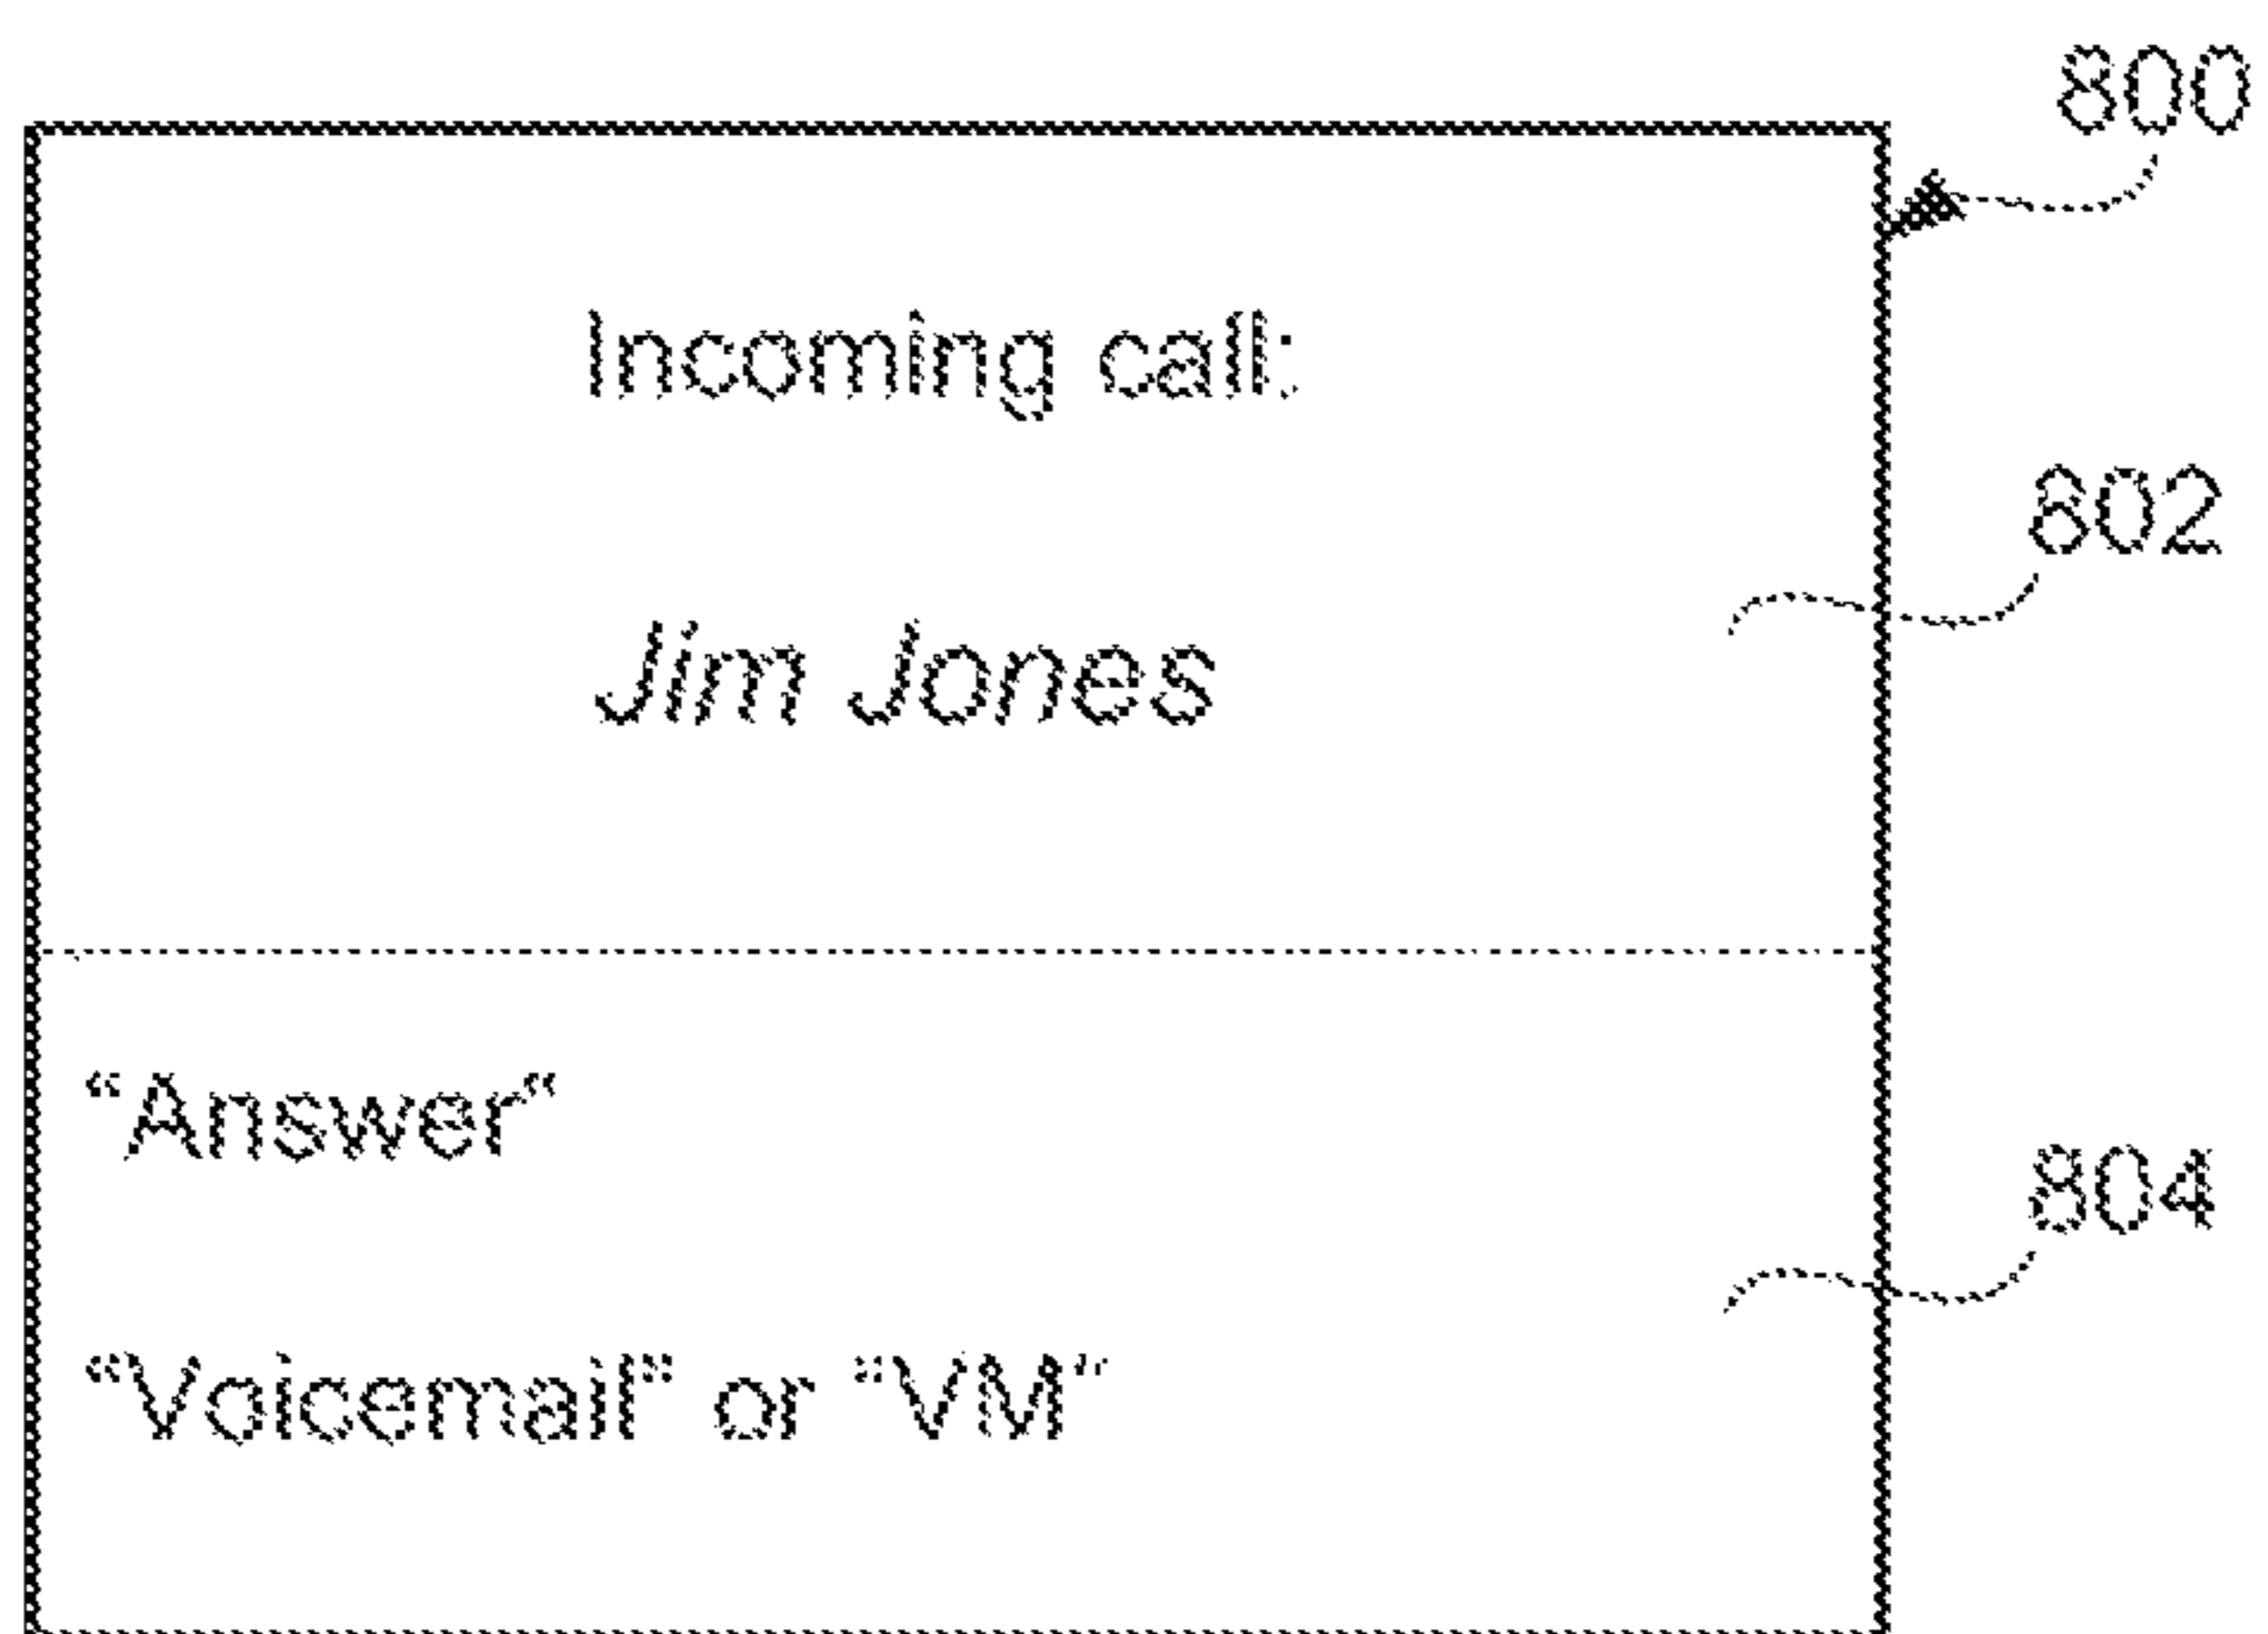 800
Incoming call:
802
Jim Jones
“Answer“
804
“Voicemail“ or “VM“